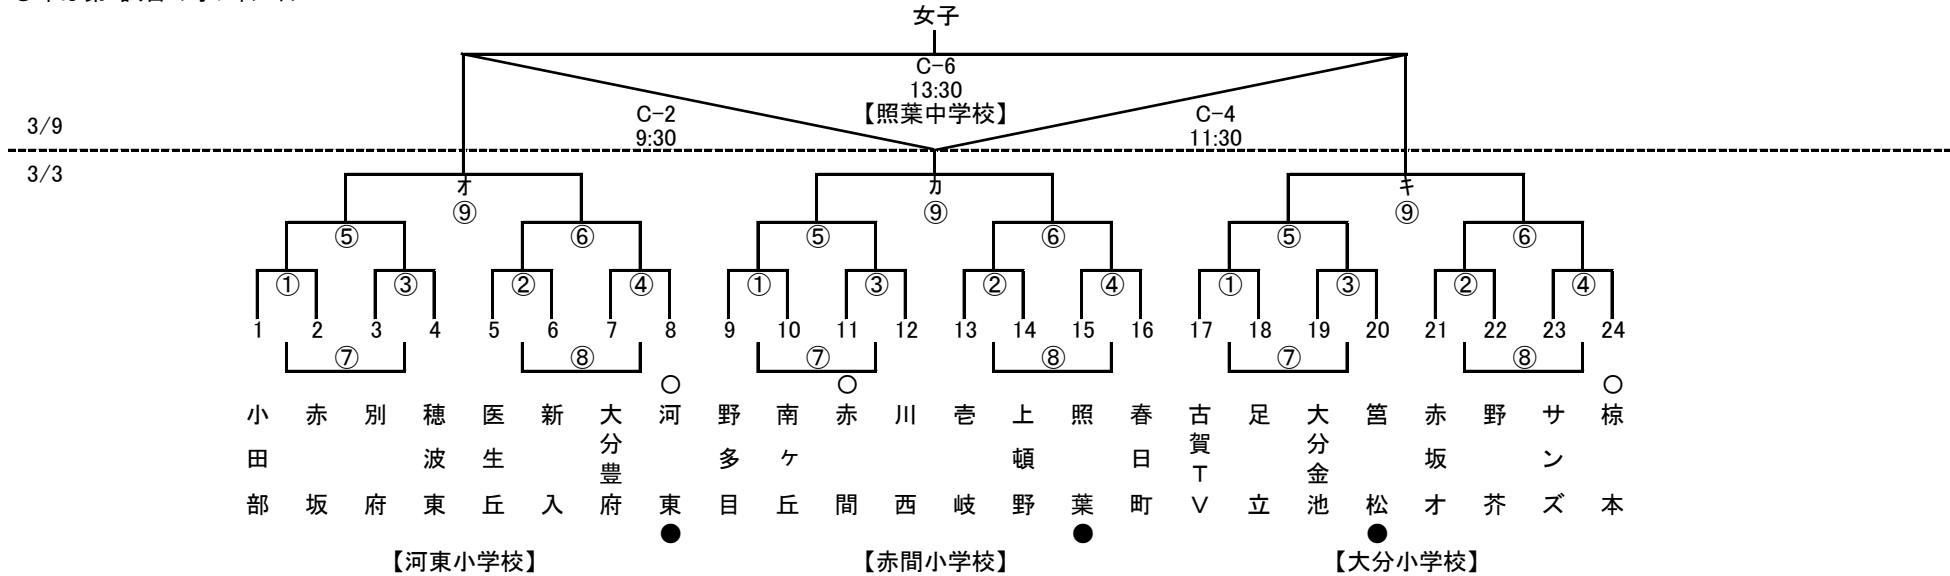 女子
C-6
13:30
【照葉中学校】
C-2
9:30
C-4
11:30
3/9
3/3
オ カ キ
⑨ ⑨ ⑨
⑤ ⑥ ⑤ ⑥ ⑤ ⑥
① ③ ② ④ ① ③ ② ④ ① ③ ② ④
1 2 3 4 5 6 7 8 9 10 11 12 13 14 15 16 17 18 19 20 21 22 23 24
⑦ ⑧ ⑦ ⑧ ⑦ ⑧
○ ○ ○
小田部
赤坂
別府
穂波東
医生丘
新入
大分豊府
河東
野多目
南ヶ丘
赤間
川西
壱岐
上頓野
照葉
春日町
古賀TV
足立
大分金池
筥松
赤坂オ
野芥
サンズ
椋本
● ● ●
【河東小学校】
【赤間小学校】
【大分小学校】